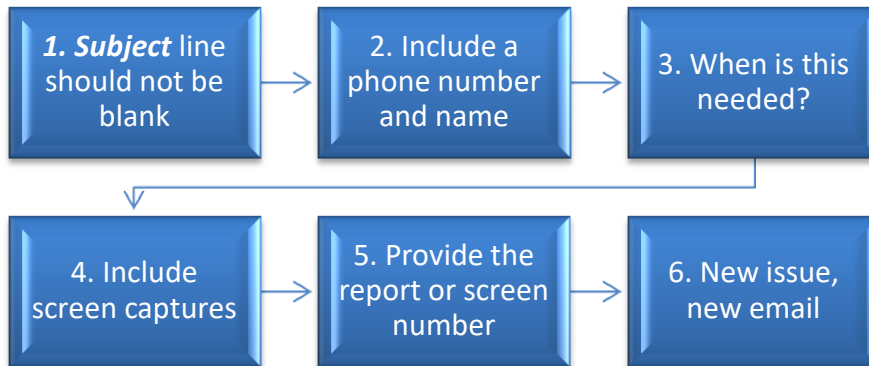 1. Subject line
should not be
blank
2. Include a
phone number
and name
3. When is this
needed?
4. Include
screen captures
5. Provide the
report or screen
number
6. New issue,
new email